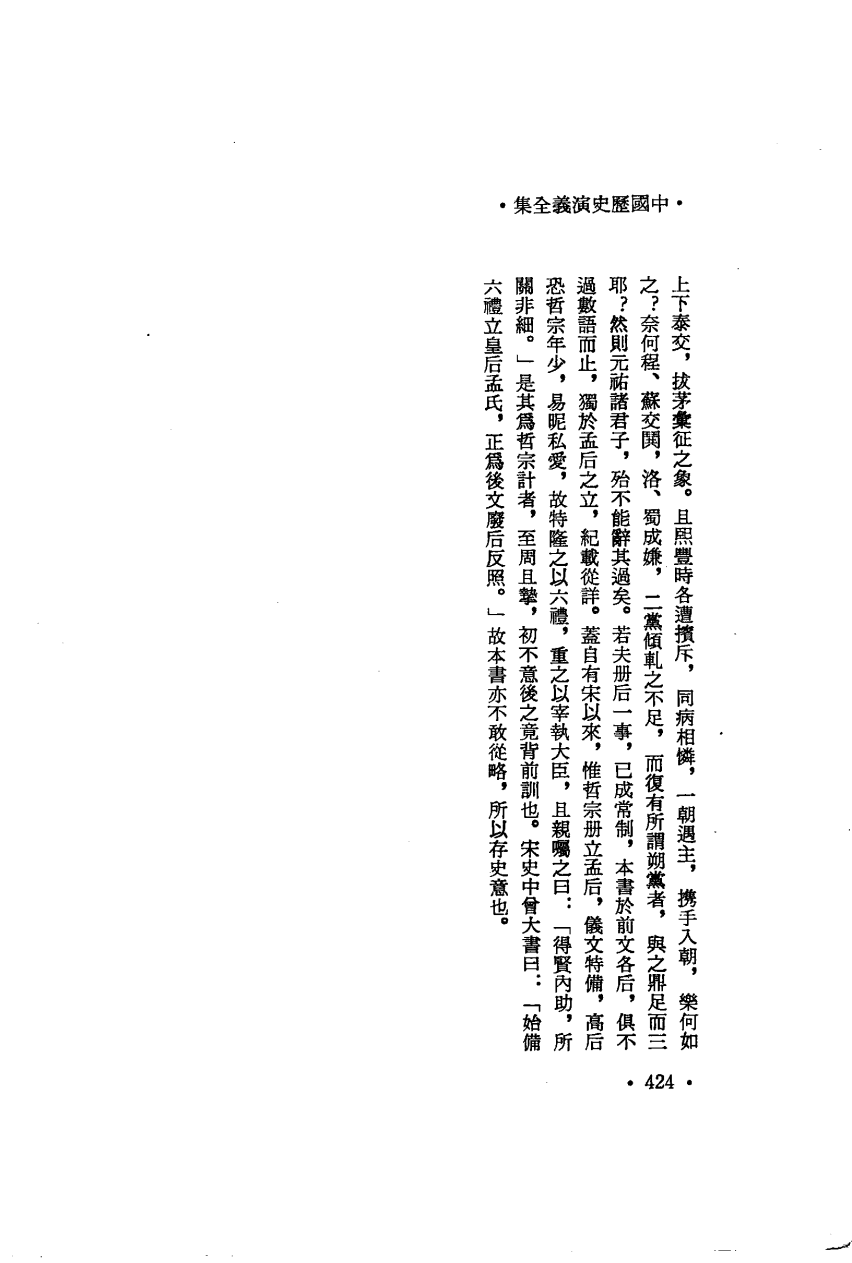 ·中國歷史演義全集·
上下泰交，拔茅彙征之象。且熙豐時各遭擯斥，同病相憐，一朝遇主，携手入朝，樂何如
之？奈何程、蘇交鬨，洛、蜀成嫌，二黨傾軋之不足，而復有所謂朔黨者，與之鼎足而三
耶？然則元祐諸君子，殆不能辭其過矣。若夫册后一事，已成常制，本書於前文各后，俱不
過數語而止，獨於孟后之立，紀載從詳。蓋自有宋以來，惟哲宗册立孟后，儀文特備，高后
恐哲宗年少，易昵私愛，故特隆之以六禮，重之以宰執大臣，且親囑之曰：「得賢內助，所
關非細。」是其爲哲宗計者，至周且摯，初不意後之竟背前訓也。宋史中曾大書曰：「始備
六禮立皇后孟氏，正爲後文廢后反照。」故本書亦不敢從略，所以存史意也。
·424·